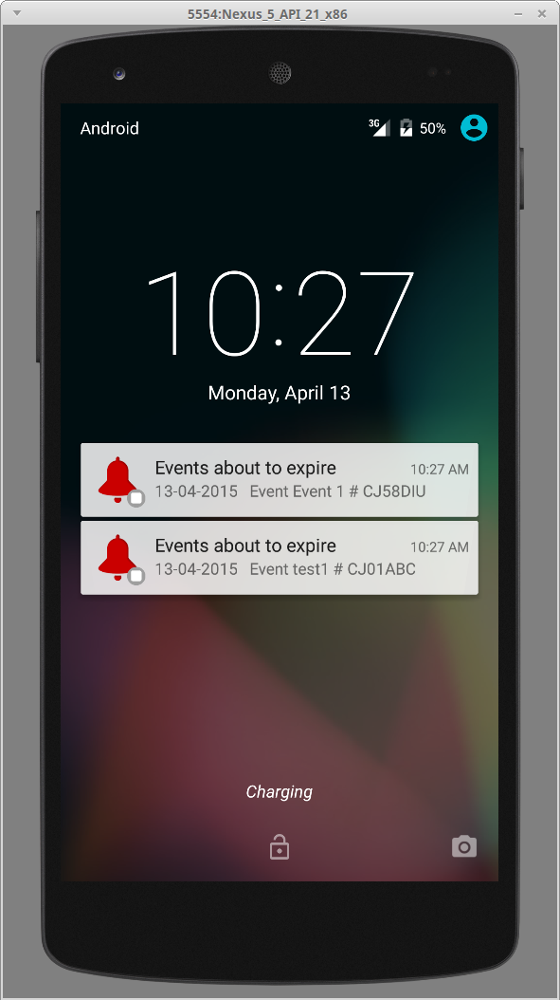 5554:Nexus_5_API_21_x86
Android 3G 50%
10:27
Monday, April 13
Events about to expire 10:27 AM
13-04-2015 Event Event 1 # CJ58DIU
Events about to expire 10:27 AM
13-04-2015 Event test1 # CJ01ABC
Charging